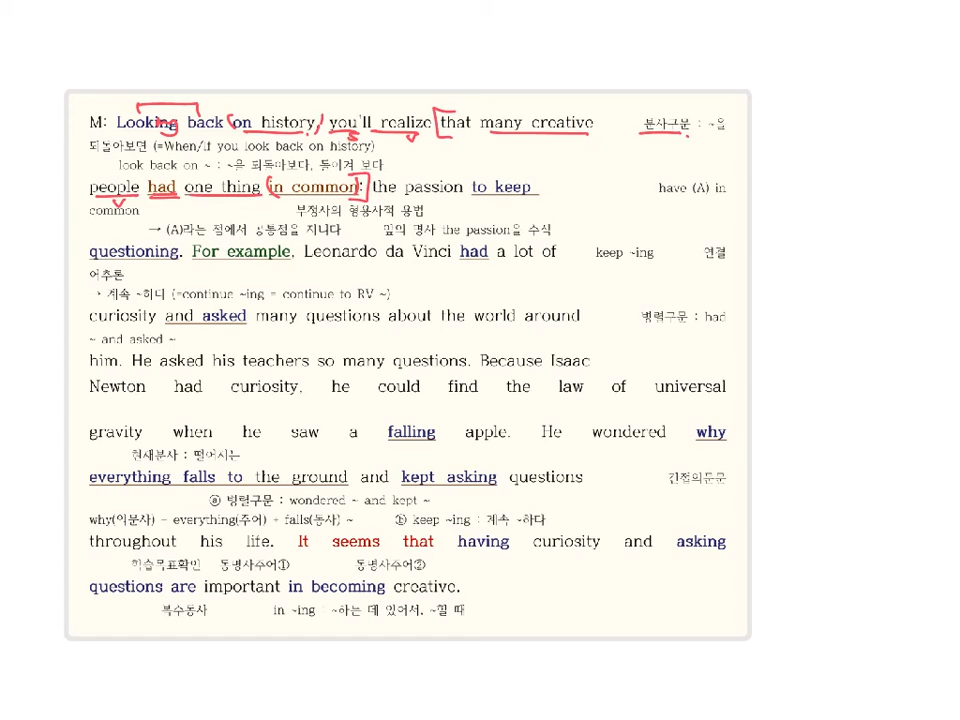 M: Looking back on history, you'll realize that many creative 분사구문 : ~을
되돌아보면 (=When/If you look back on history)
look back on ~ : ~을 되돌아보다, 돌이켜 보다
people had one thing in common: the passion to keep have (A) in
common 부정사의 형용사적 용법
→ (A)라는 점에서 공통점을 지니다 앞의 명사 the passion을 수식
questioning. For example, Leonardo da Vinci had a lot of keep ~ing 연결
어추론
→ 계속 ~하다 (=continue ~ing = continue to RV ~)
curiosity and asked many questions about the world around 병렬구문 : had
~ and asked ~
him. He asked his teachers so many questions. Because Isaac
Newton had curiosity, he could find the law of universal
gravity when he saw a falling apple. He wondered why
현재분사 : 떨어지는
everything falls to the ground and kept asking questions 간접의문문
ⓐ 병렬구문 : wondered ~ and kept ~
why(의문사) - everything(주어) + falls(동사) ~ ⓑ keep ~ing : 계속 ~하다
throughout his life. It seems that having curiosity and asking
학습목표확인 동명사주어① 동명사주어②
questions are important in becoming creative.
복수동사 in ~ing : ~하는 데 있어서, ~할 때